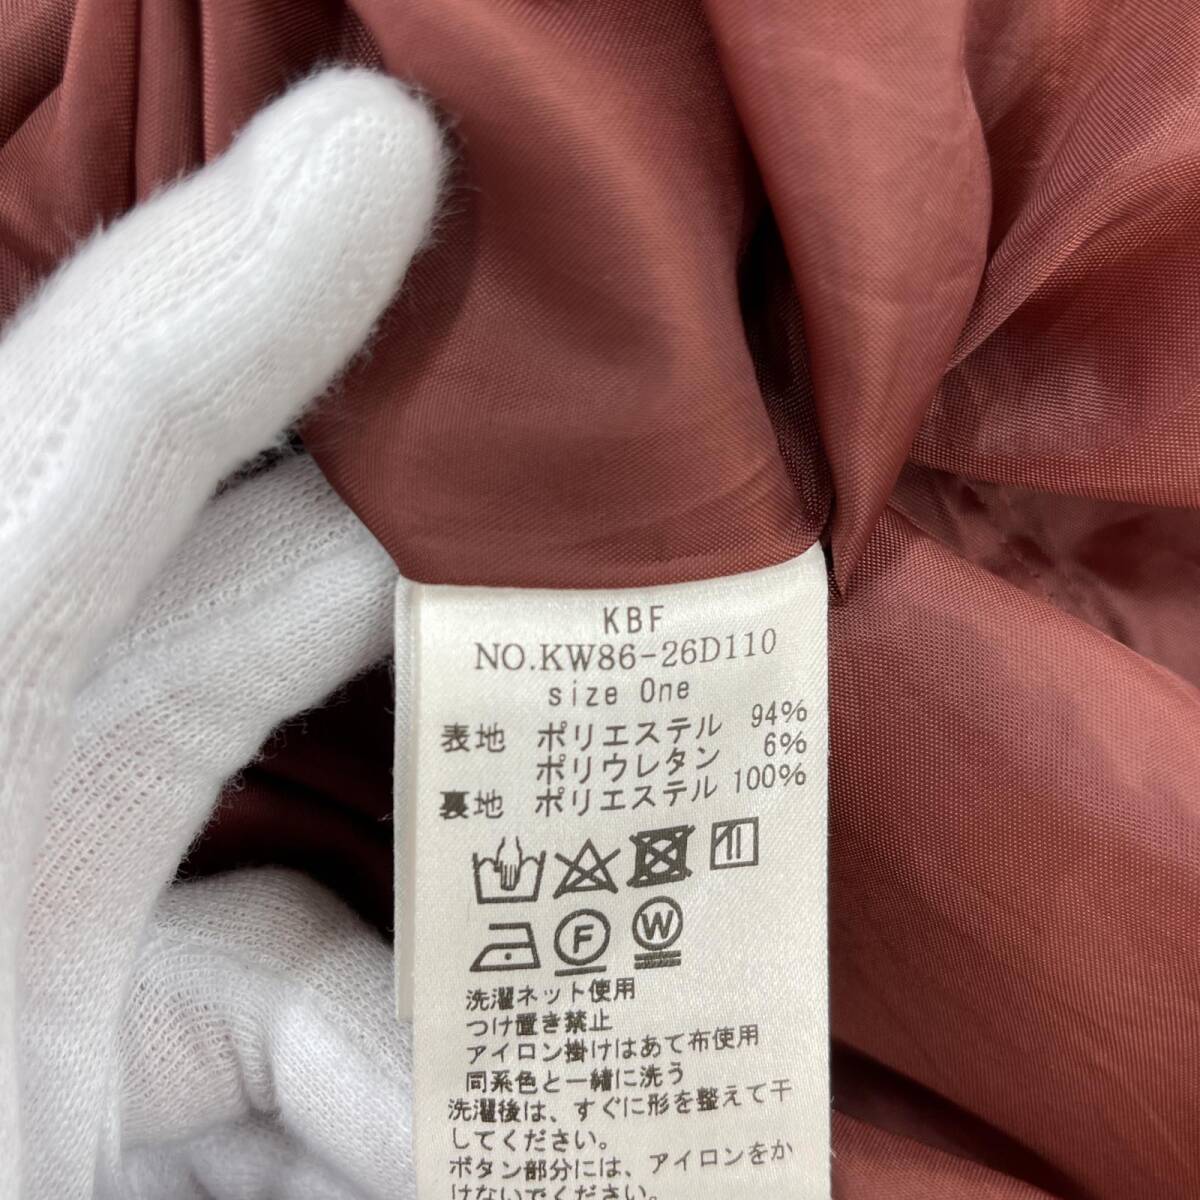 KBF
NO.KW86-26D110
size One
表地 ポリエステル 94%
ポリウレタン 6%
裏地 ポリエステル 100%
F W
洗濯ネット使用
つけ置き禁止
アイロン掛けはあて布使用
同系色と一緒に洗う
洗濯後は、すぐに形を整えて干
してください。
ボタン部分には、アイロンをか
けないでください。